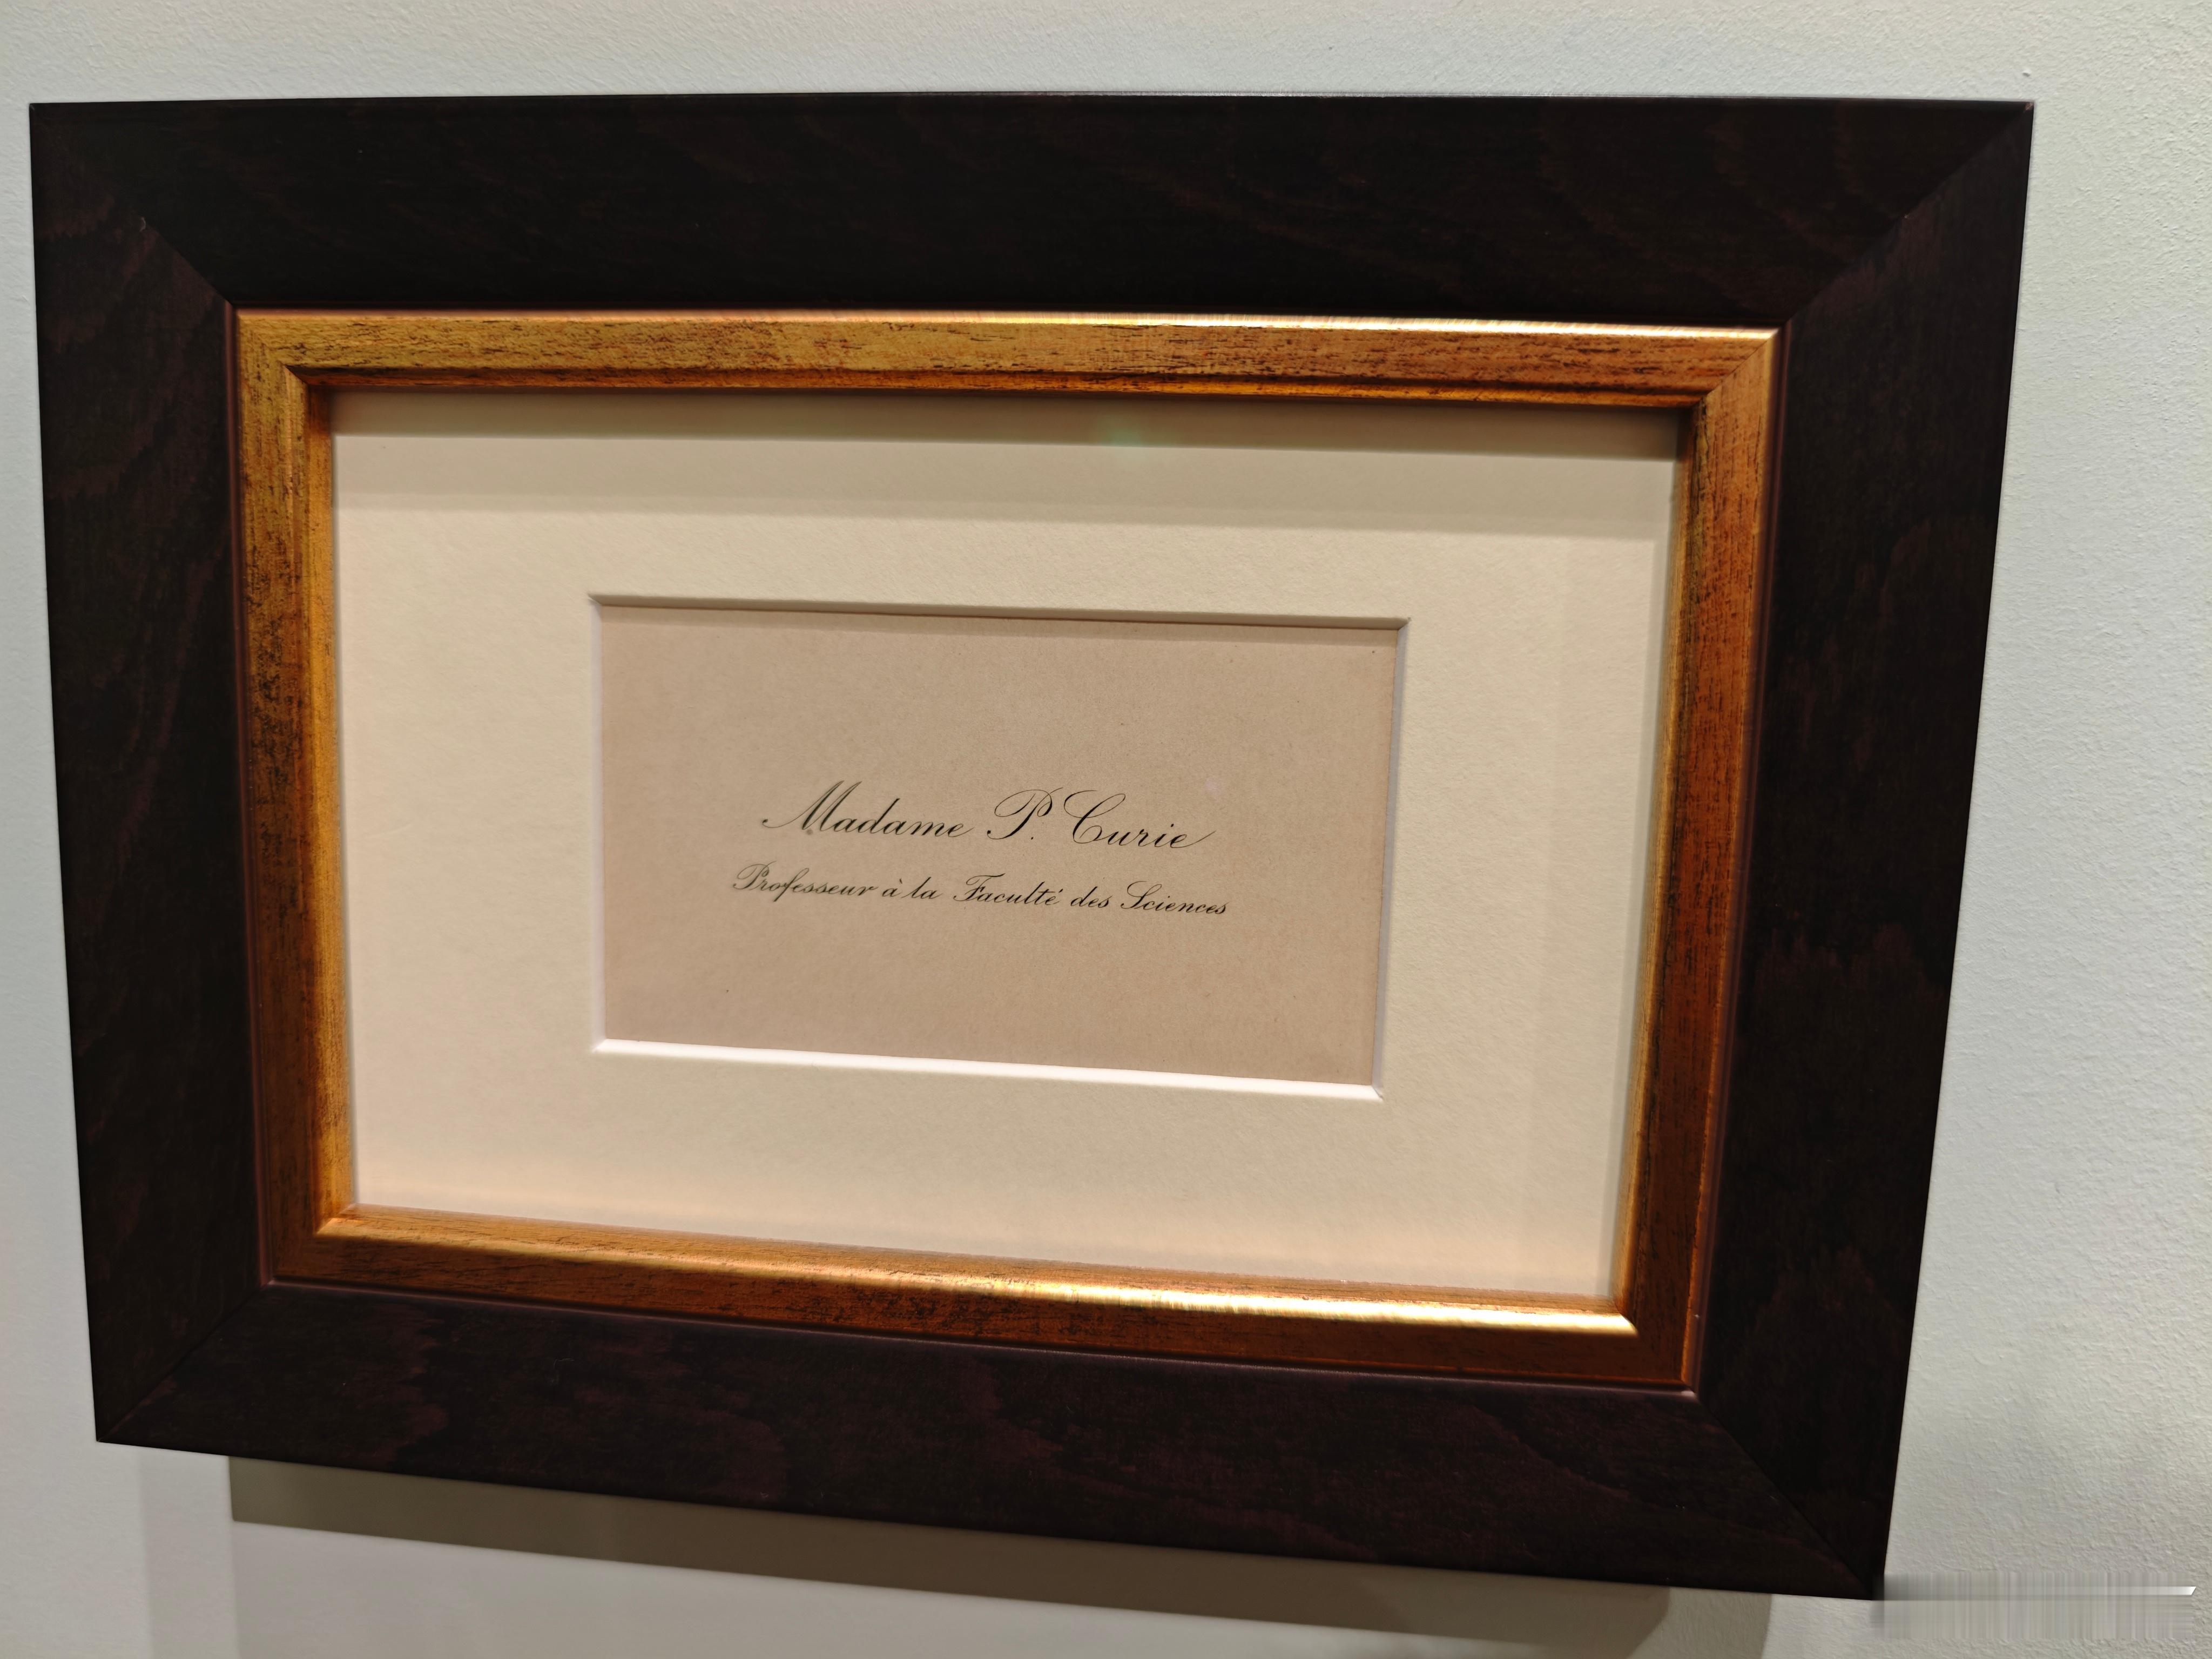 Madame P. Curie
Professeur à la Faculté des Sciences